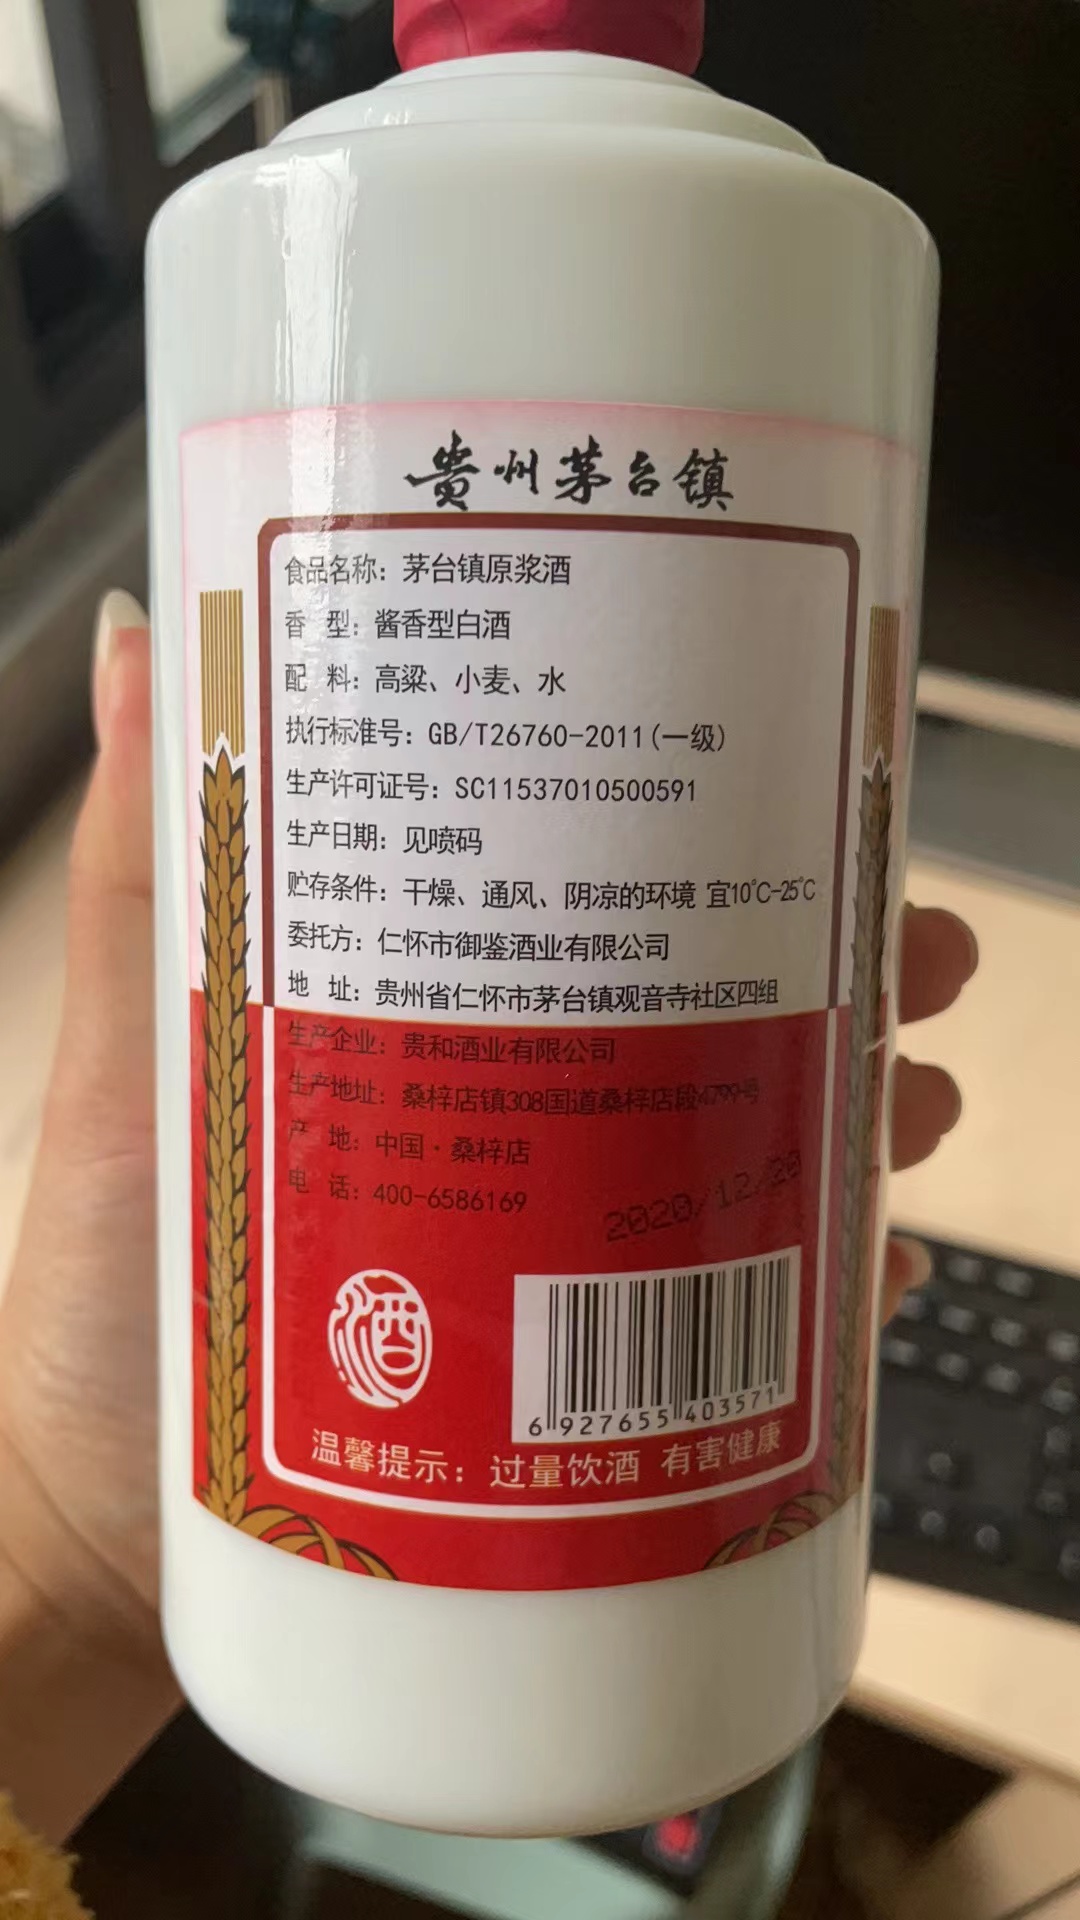 贵州茅台镇
食品名称：茅台镇原浆酒
香 型：酱香型白酒
配 料：高粱、小麦、水
执行标准号：GB/T26760-2011(一级)
生产许可证号：SC11537010500591
生产日期：见喷码
贮存条件：干燥、通风、阴凉的环境 宜10℃-25℃
委托方：仁怀市御鉴酒业有限公司
地 址：贵州省仁怀市茅台镇观音寺社区四组
生产企业：贵和酒业有限公司
生产地址：桑梓店镇308国道桑梓店段4799号
产 地：中国·桑梓店
电 话：400-6586169
2020/12/20
酒
6 927655 403571
温馨提示：过量饮酒 有害健康